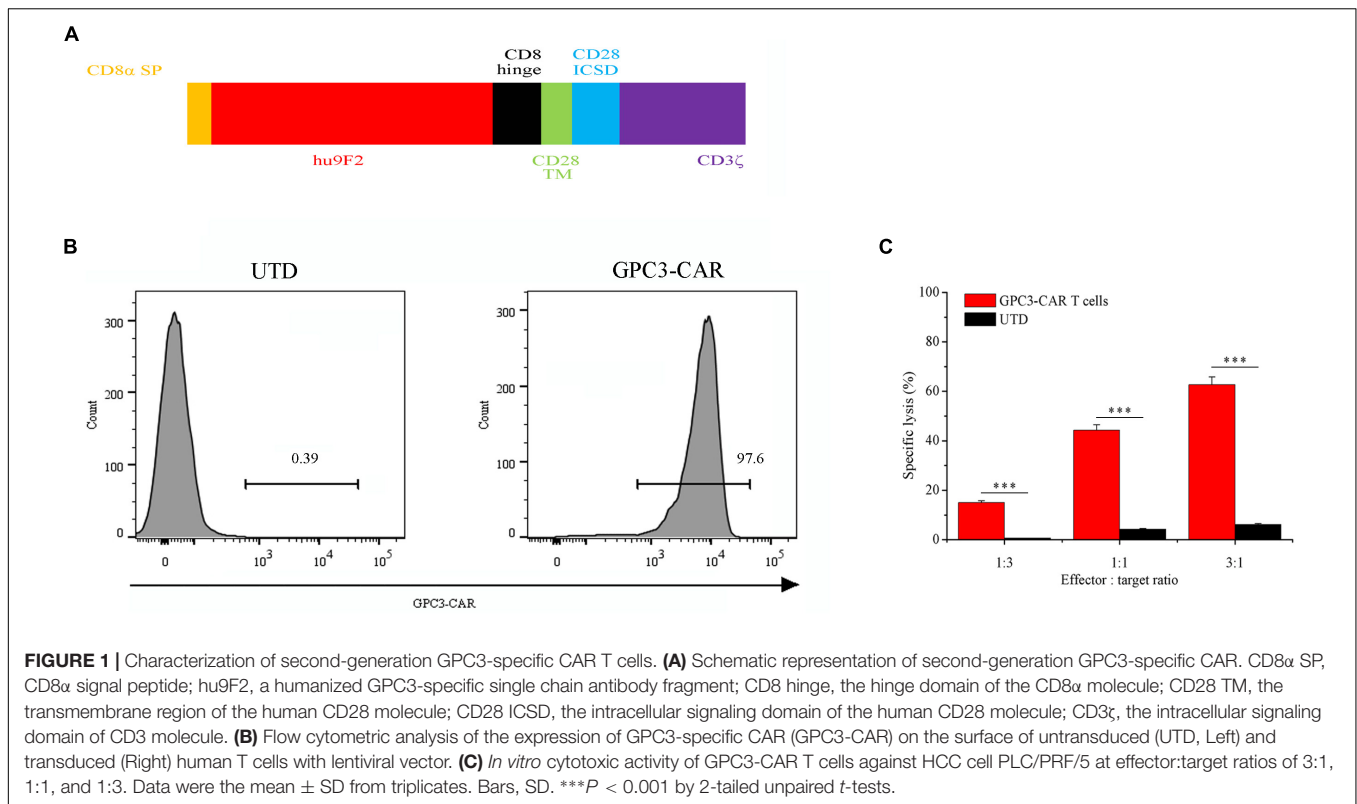 A
CD8α SP
CD8
hinge
CD28
ICSD
hu9F2
CD28
TM
CD3ζ
B
UTD
GPC3-CAR
Count
300
200
100
0
0.39
0
10³
10⁴
10⁵
Count
300
200
100
0
97.6
0
10³
10⁴
10⁵
GPC3-CAR
C
GPC3-CAR T cells
UTD
Specific lysis (%)
100
80
60
40
20
0
***
***
***
1:3
1:1
3:1
Effector : target ratio
FIGURE 1 | Characterization of second-generation GPC3-specific CAR T cells. (A) Schematic representation of second-generation GPC3-specific CAR. CD8α SP,
CD8α signal peptide; hu9F2, a humanized GPC3-specific single chain antibody fragment; CD8 hinge, the hinge domain of the CD8α molecule; CD28 TM, the
transmembrane region of the human CD28 molecule; CD28 ICSD, the intracellular signaling domain of the human CD28 molecule; CD3ζ, the intracellular signaling
domain of CD3 molecule. (B) Flow cytometric analysis of the expression of GPC3-specific CAR (GPC3-CAR) on the surface of untransduced (UTD, Left) and
transduced (Right) human T cells with lentiviral vector. (C) In vitro cytotoxic activity of GPC3-CAR T cells against HCC cell PLC/PRF/5 at effector:target ratios of 3:1,
1:1, and 1:3. Data were the mean ± SD from triplicates. Bars, SD. ***P < 0.001 by 2-tailed unpaired t-tests.